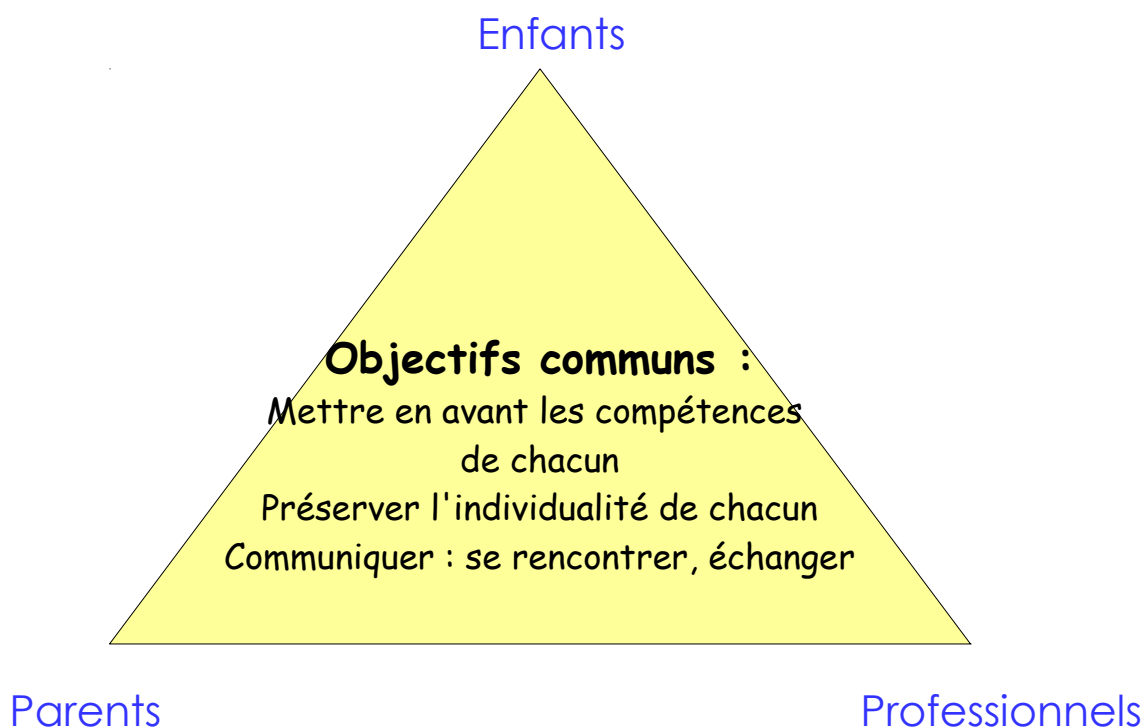 Enfants
Objectifs communs :
Mettre en avant les compétences
de chacun
Préserver l'individualité de chacun
Communiquer : se rencontrer, échanger
Parents
Professionnels